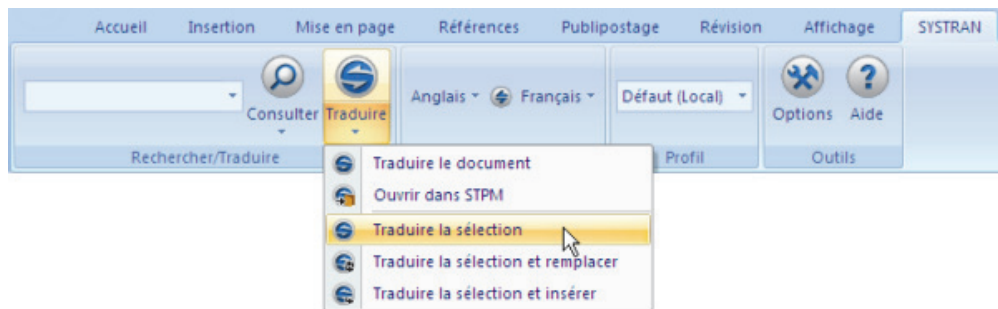 Accueil Insertion Mise en page Références Publipostage Révision Affichage SYSTRAN
Consulter Traduire Anglais Français Défaut (Local) Options Aide
Rechercher/Traduire Profil Outils
Traduire le document
Ouvrir dans STPM
Traduire la sélection
Traduire la sélection et remplacer
Traduire la sélection et insérer